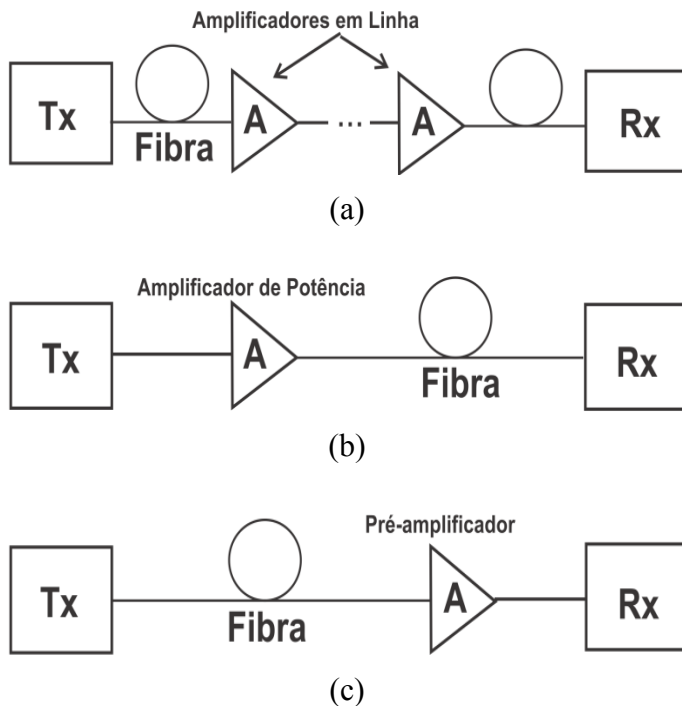 Amplificadores em Linha
Tx A ... A Rx
Fibra
(a)
Amplificador de Potência
Tx A Rx
Fibra
(b)
Pré-amplificador
Tx A Rx
Fibra
(c)